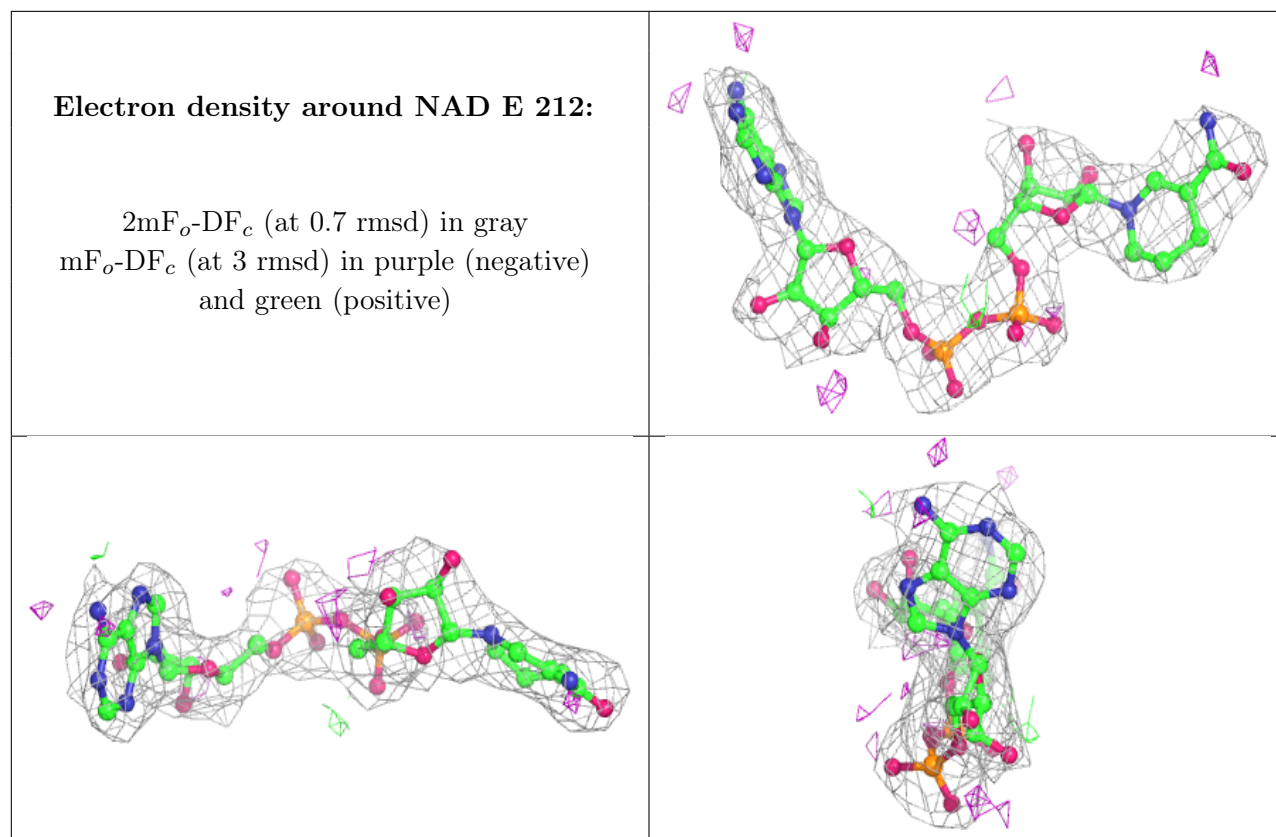 Electron density around NAD E 212:
2mFₒ-DF𝒸 (at 0.7 rmsd) in gray
mFₒ-DF𝒸 (at 3 rmsd) in purple (negative)
and green (positive)